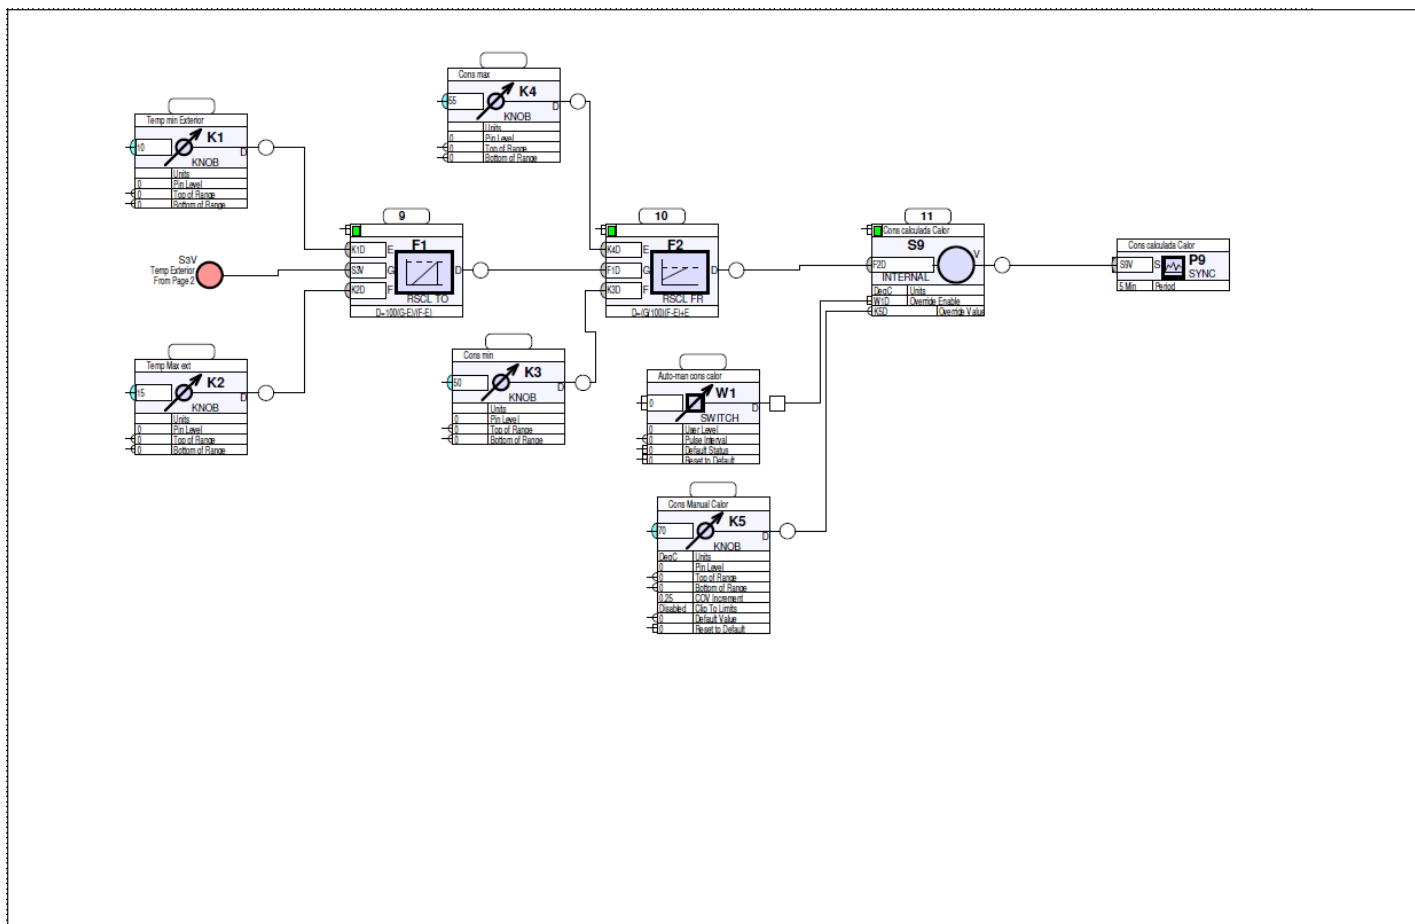 Cons max
55
K4
D
KNOB
Units
0 Pin Level
0 Top of Range
0 Bottom of Range
Temp min Exterior
10
K1
D
KNOB
Units
0 Pin Level
0 Top of Range
0 Bottom of Range
S3V
Temp Exterior
From Page 2
9
F1
K1D E
S3V G
D
K2D F
RSCL TO
D=100(G-E)/(F-E)
10
F2
K4D E
F1D G
D
K3D F
RSCL FR
D=(G/100)(F-E)+E
11
Cons calculada Calor
S9
V
F2D
INTERNAL
DegC Units
W1D Override Enable
K5D Override Value
Cons calculada Calor
S9V S
P9
SYNC
5 Min Period
Temp Max ext
15
K2
D
KNOB
Units
0 Pin Level
0 Top of Range
0 Bottom of Range
Cons min
50
K3
D
KNOB
Units
0 Pin Level
0 Top of Range
0 Bottom of Range
Auto-man cons calor
0
W1
D
SWITCH
0 User Level
0 Pulse Interval
0 Default Status
0 Reset to Default
Cons Manual Calor
70
K5
D
KNOB
DegC Units
0 Pin Level
0 Top of Range
0 Bottom of Range
0.25 COV Increment
Disabled Clip To Limits
0 Default Value
0 Reset to Default